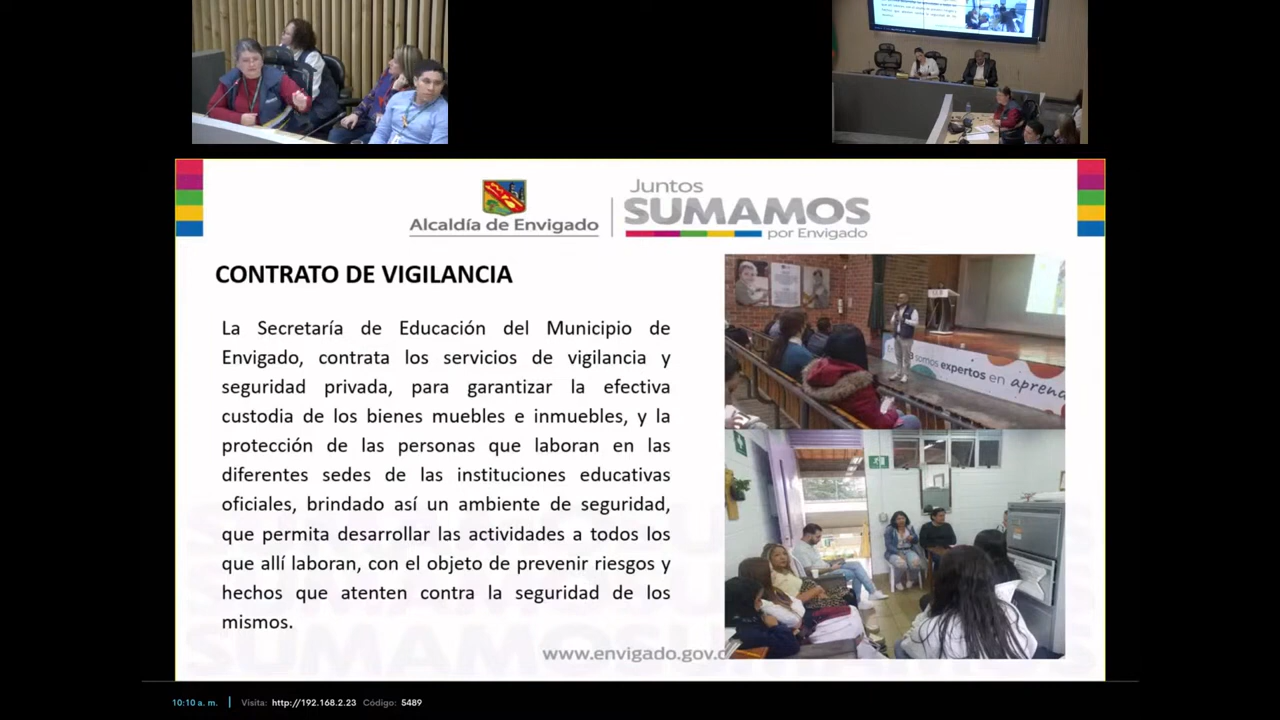 Alcaldía de Envigado
Juntos
SUMAMOS
por Envigado
CONTRATO DE VIGILANCIA
La Secretaría de Educación del Municipio de
Envigado, contrata los servicios de vigilancia y
seguridad privada, para garantizar la efectiva
custodia de los bienes muebles e inmuebles, y la
protección de las personas que laboran en las
diferentes sedes de las instituciones educativas
oficiales, brindado así un ambiente de seguridad,
que permita desarrollar las actividades a todos los
que allí laboran, con el objeto de prevenir riesgos y
hechos que atenten contra la seguridad de los
mismos.
somos expertos en aprend
www.envigado.gov.c
SUMAMOSUMAMOS
10:10 a. m. | Visita: http://192.168.2.23 Código: 5489